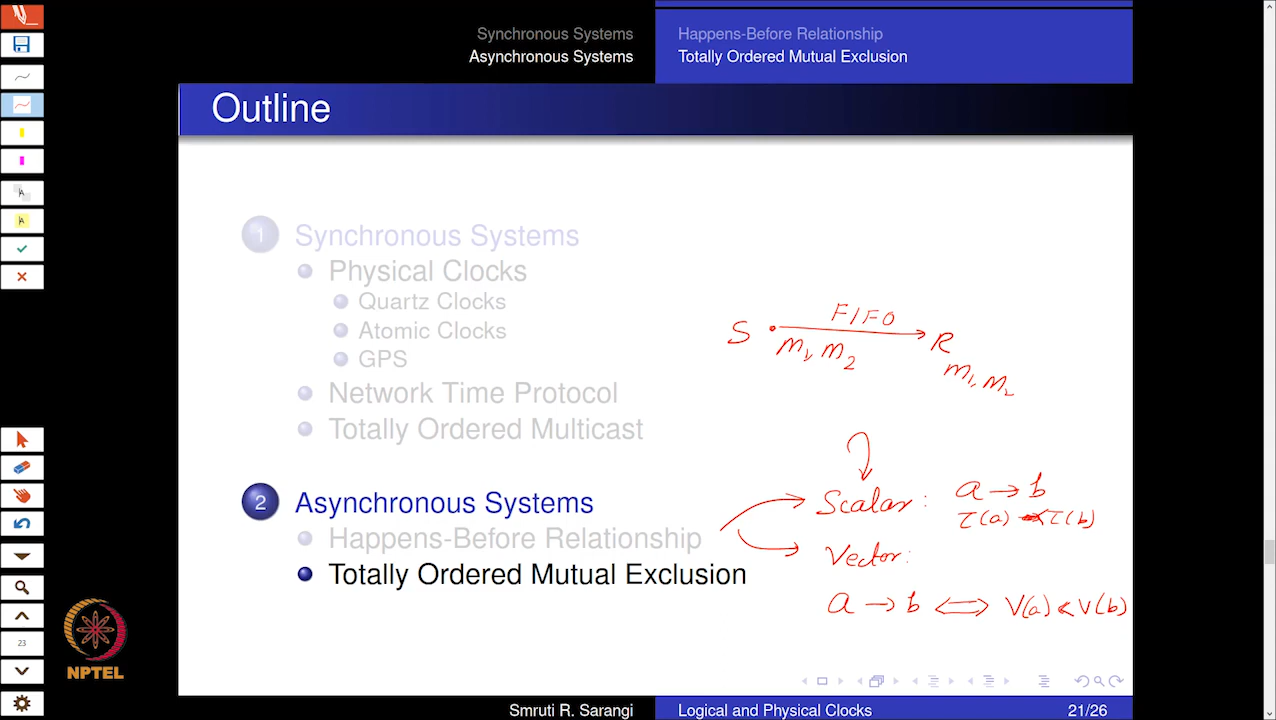 Synchronous Systems
Asynchronous Systems
Happens-Before Relationship
Totally Ordered Mutual Exclusion
Outline
1 Synchronous Systems
Physical Clocks
Quartz Clocks
Atomic Clocks
GPS
Network Time Protocol
Totally Ordered Multicast
2 Asynchronous Systems
Happens-Before Relationship
Totally Ordered Mutual Exclusion
FIFO
S → R
m1, m2
m1, m2
Scalar: a → b
τ(a) < τ(b)
Vector:
a → b ⟺ V(a) < V(b)
23
NPTEL
Smruti R. Sarangi
Logical and Physical Clocks
21/26